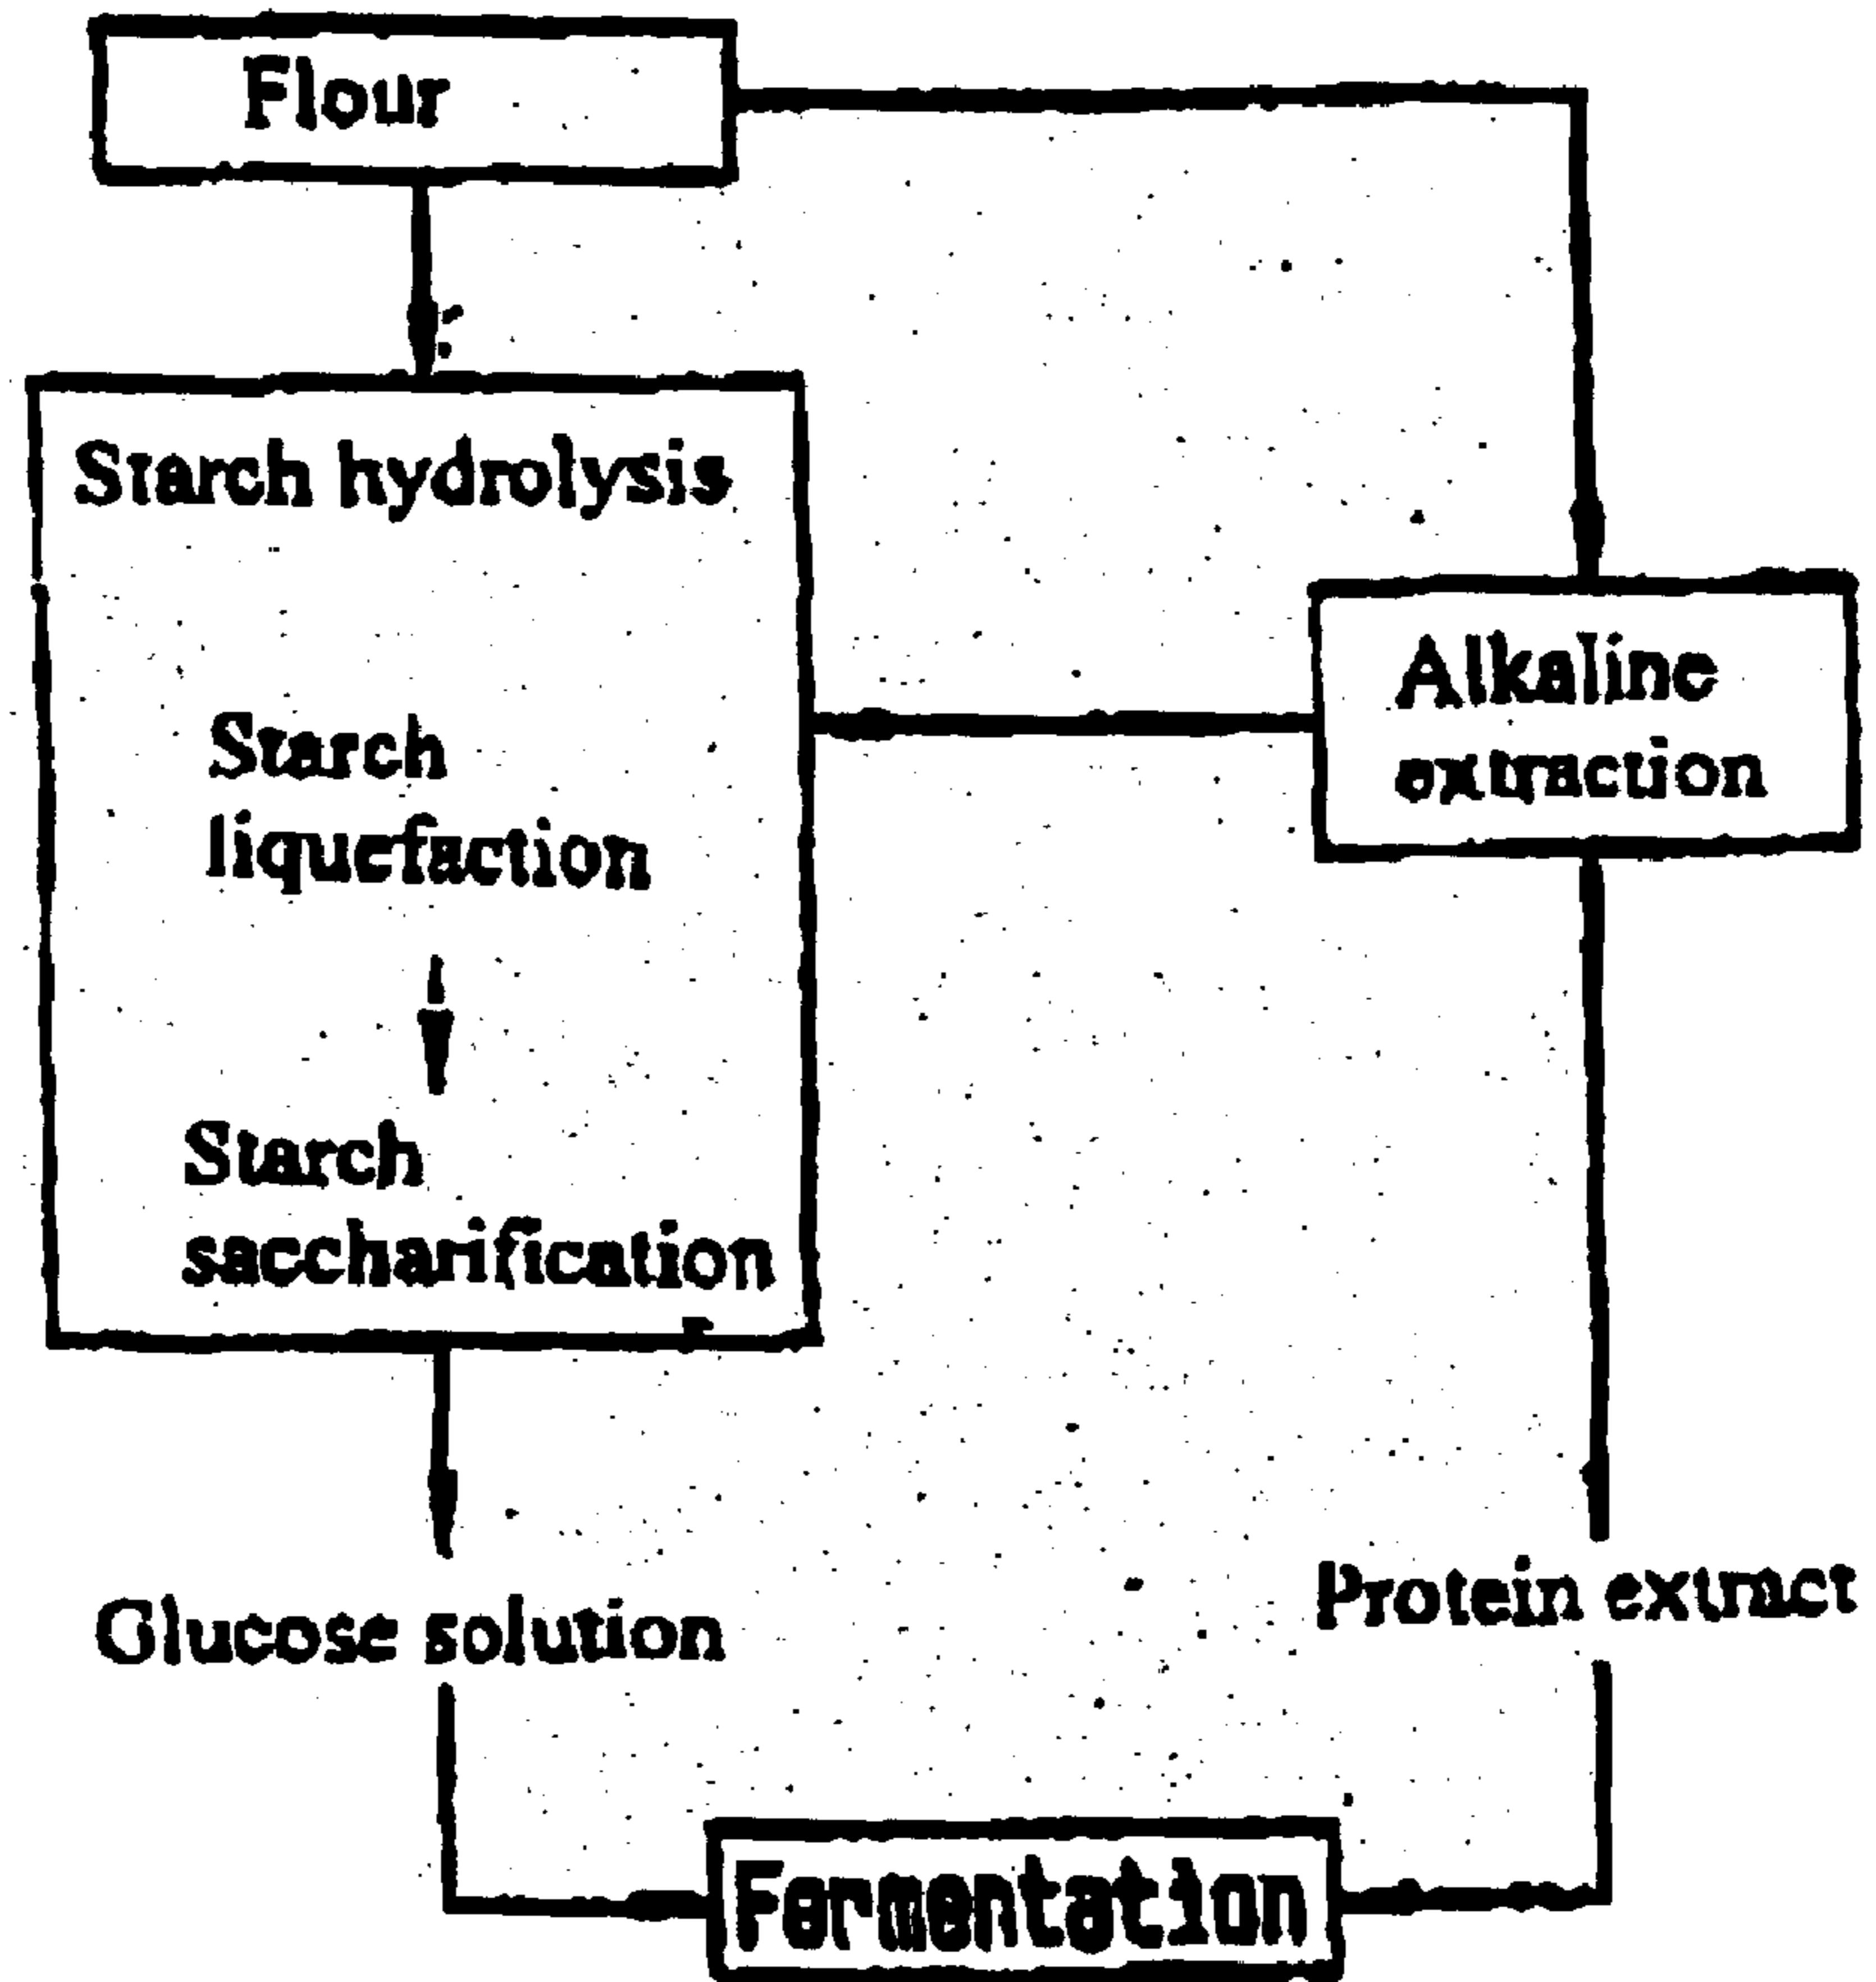 Flour
Starch hydrolysis
Starch
liquefaction
Alkaline
extraction
Starch
saccharification
Glucose solution
Protein extract
Fermentation